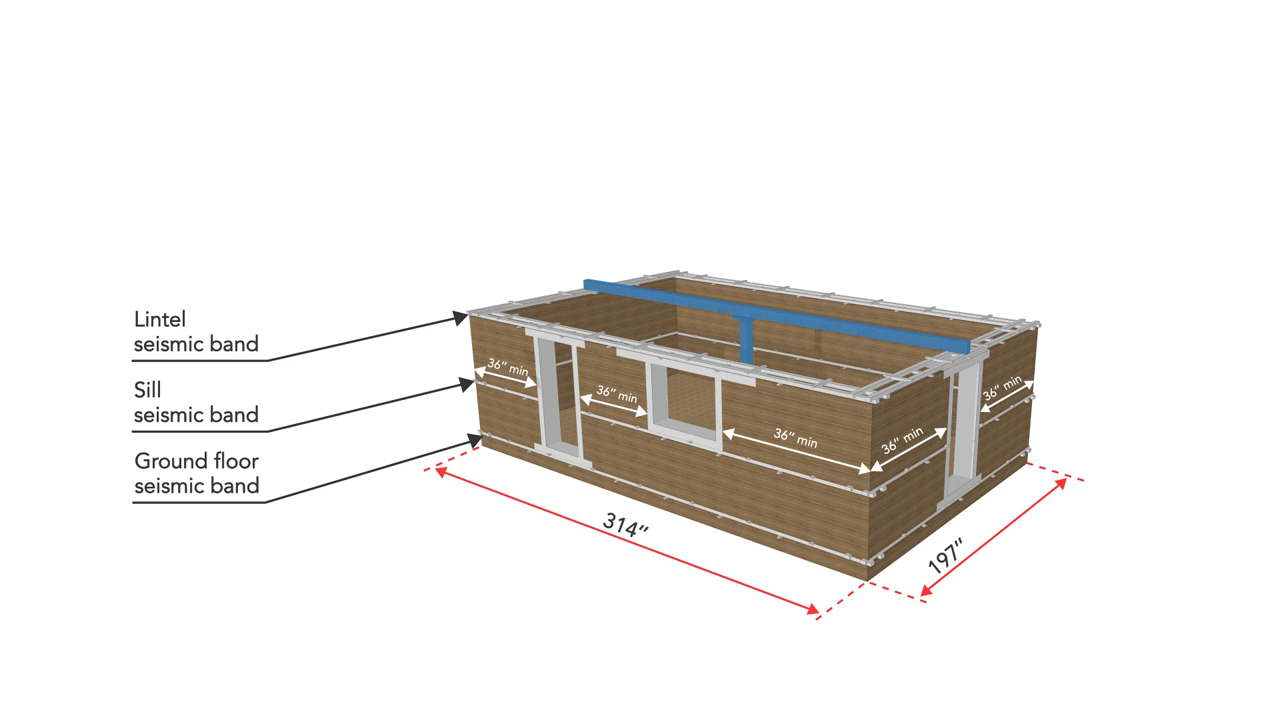 Lintel
seismic band
Sill
seismic band
Ground floor
seismic band
36” min
36” min
36” min
36” min
36” min
314”
197”